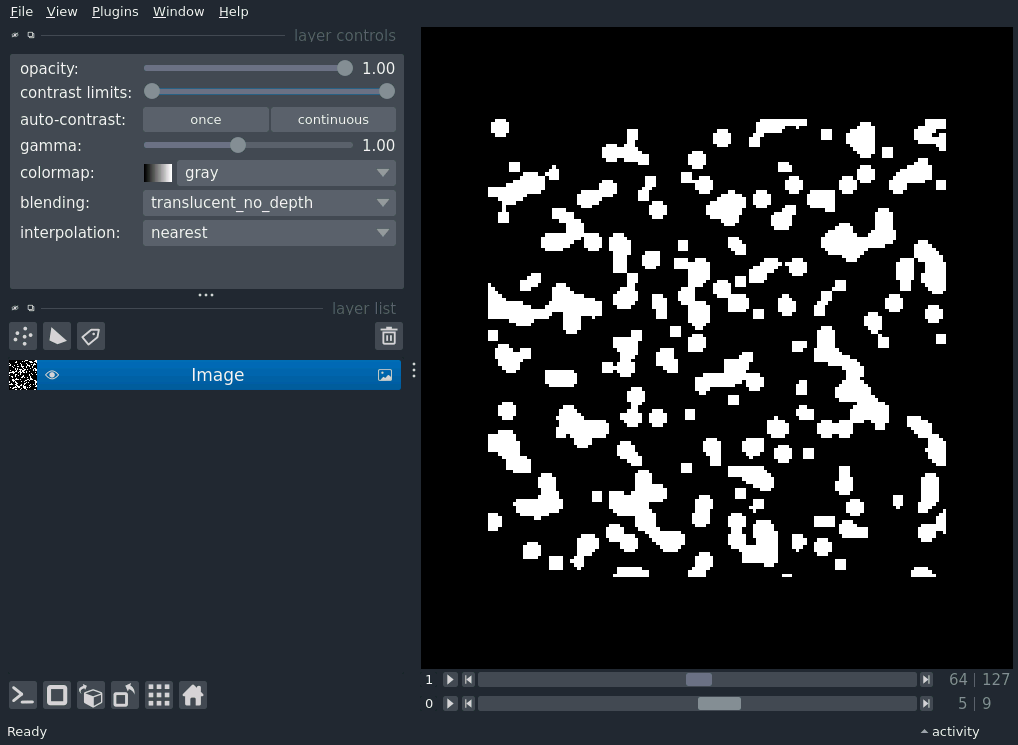 File View Plugins Window Help
layer controls
opacity: 1.00
contrast limits:
auto-contrast: once continuous
gamma: 1.00
colormap: gray
blending: translucent_no_depth
interpolation: nearest
layer list
Image
1 64 | 127
0 5 | 9
Ready activity